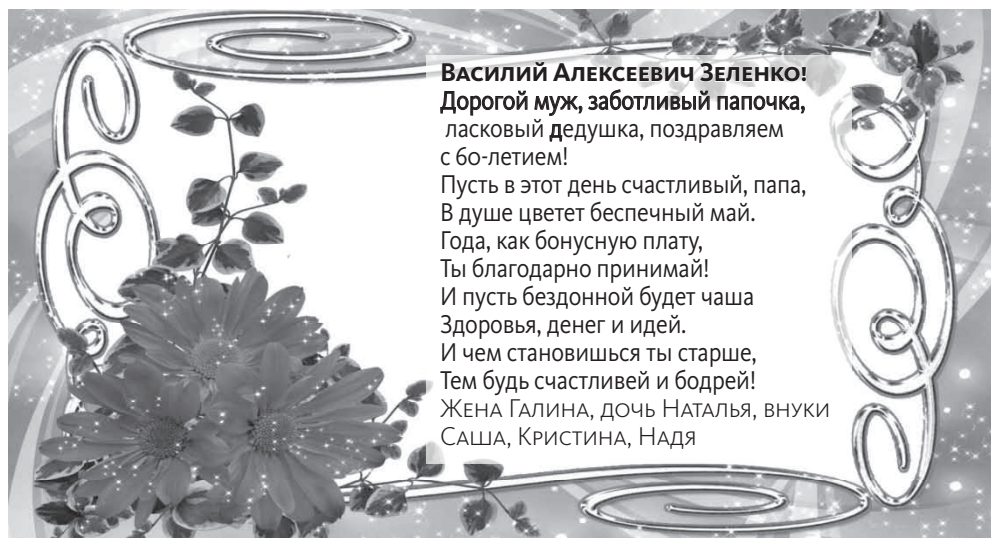 Василий Алексеевич Зеленко!
Дорогой муж, заботливый папочка,
ласковый дедушка, поздравляем
с 60-летием!
Пусть в этот день счастливый, папа,
В душе цветет беспечный май.
Года, как бонусную плату,
Ты благодарно принимай!
И пусть бездонной будет чаша
Здоровья, денег и идей.
И чем становишься ты старше,
Тем будь счастливей и бодрей!
Жена Галина, дочь Наталья, внуки
Саша, Кристина, Надя